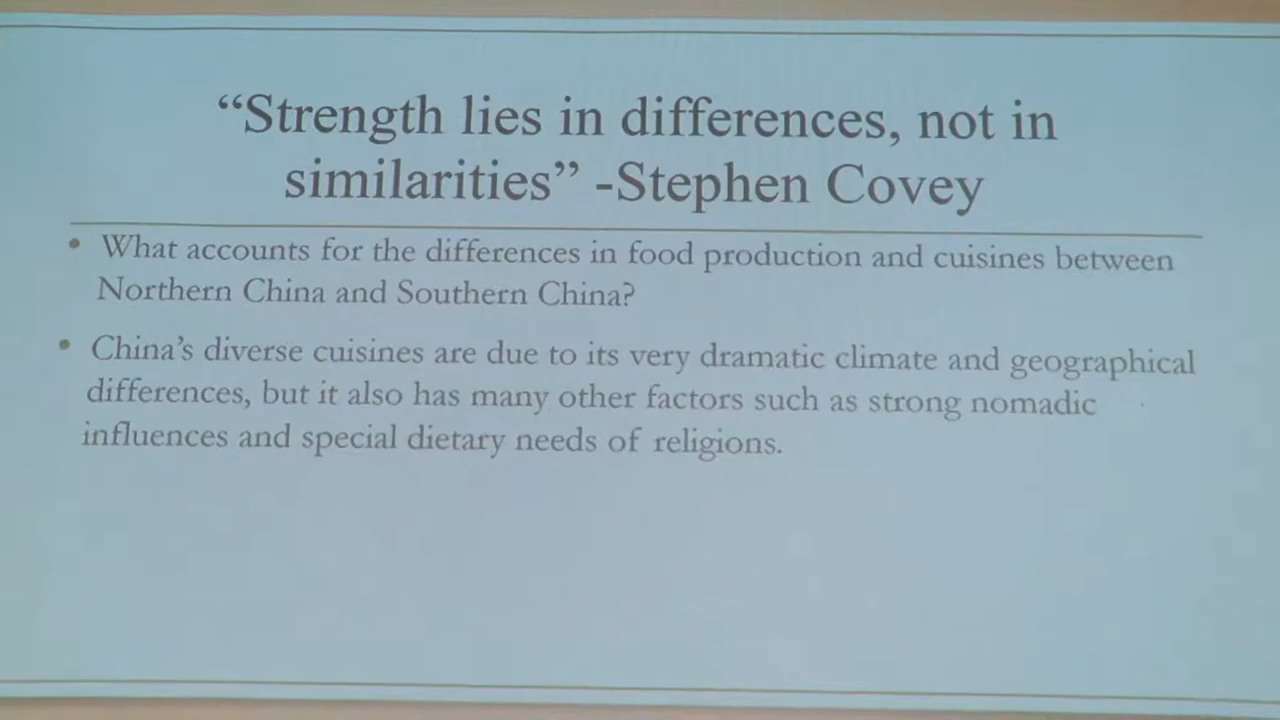 “Strength lies in differences, not in
similarities” -Stephen Covey
• What accounts for the differences in food production and cuisines between
Northern China and Southern China?
• China’s diverse cuisines are due to its very dramatic climate and geographical
differences, but it also has many other factors such as strong nomadic
influences and special dietary needs of religions.